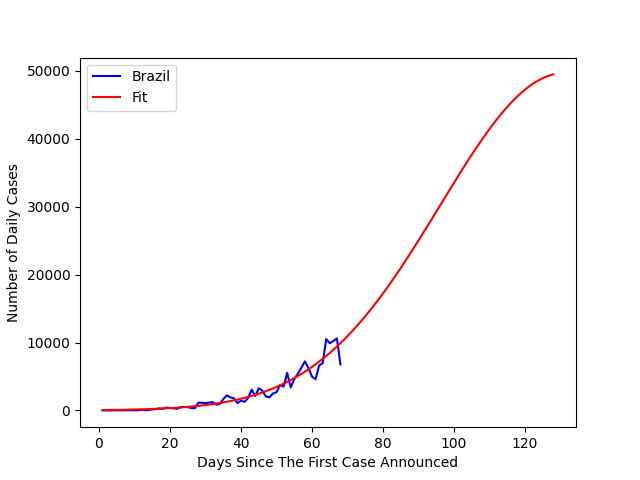 Brazil
Fit
Number of Daily Cases
50000
40000
30000
20000
10000
0
0 20 40 60 80 100 120
Days Since The First Case Announced